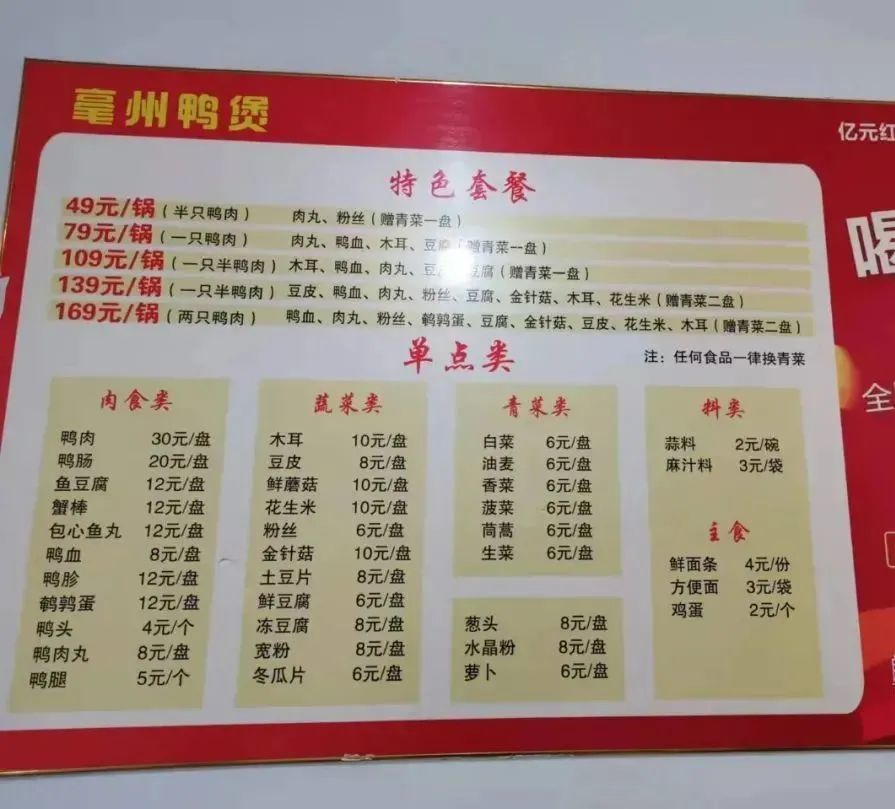 亳州鸭煲
亿元红
特色套餐
49元/锅(半只鸭肉) 肉丸、粉丝(赠青菜一盘)
79元/锅(一只鸭肉) 肉丸、鸭血、木耳、豆腐(赠青菜一盘)
109元/锅(一只半鸭肉) 木耳、鸭血、肉丸、豆 、豆腐(赠青菜一盘)
139元/锅(一只半鸭肉) 豆皮、鸭血、肉丸、粉丝、豆腐、金针菇、木耳、花生米(赠青菜二盘)
169元/锅(两只鸭肉) 鸭血、肉丸、粉丝、鹌鹑蛋、豆腐、金针菇、豆皮、花生米、木耳(赠青菜二盘)
喝
单点类
注:任何食品一律换青菜
全
肉食类
鸭肉 30元/盘
鸭肠 20元/盘
鱼豆腐 12元/盘
蟹棒 12元/盘
包心鱼丸 12元/盘
鸭血 8元/盘
鸭胗 12元/盘
鹌鹑蛋 12元/盘
鸭头 4元/个
鸭肉丸 8元/盘
鸭腿 5元/个
蔬菜类
木耳 10元/盘
豆皮 8元/盘
鲜蘑菇 10元/盘
花生米 10元/盘
粉丝 6元/盘
金针菇 10元/盘
土豆片 8元/盘
鲜豆腐 6元/盘
冻豆腐 8元/盘
宽粉 8元/盘
冬瓜片 6元/盘
青菜类
白菜 6元/盘
油麦 6元/盘
香菜 6元/盘
菠菜 6元/盘
茼蒿 6元/盘
生菜 6元/盘
葱头 8元/盘
水晶粉 8元/盘
萝卜 6元/盘
料类
蒜料 2元/碗
麻汁料 3元/袋
主食
鲜面条 4元/份
方便面 3元/袋
鸡蛋 2元/个